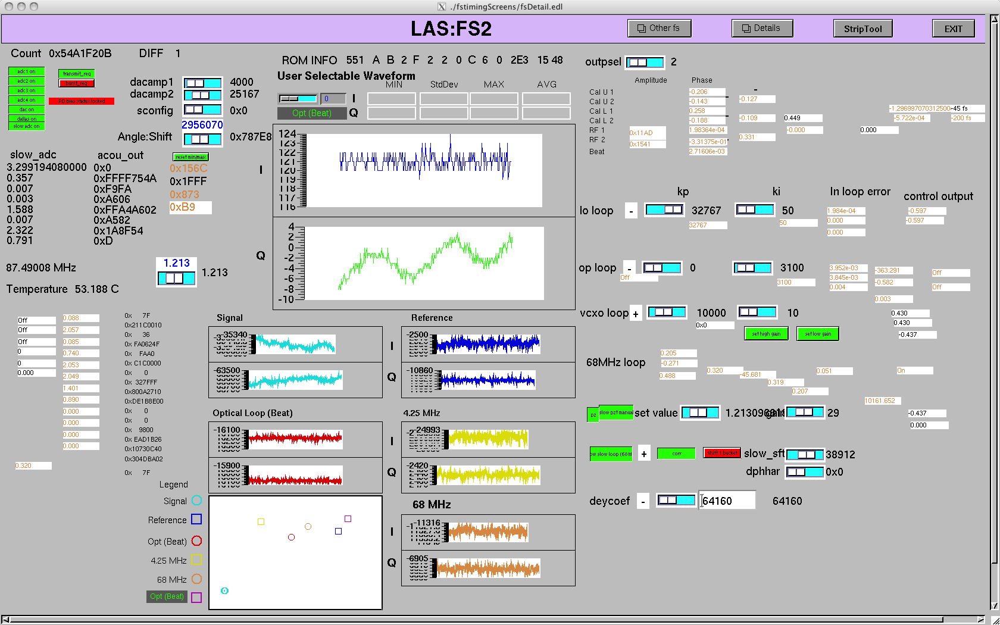 ./fstimingScreens/fsDetail.edl
LAS:FS2
Other fs
Details
StripTool
EXIT
Count 0x54A1F20B DIFF 1
adc1 on
adc2 on
adc3 on
adc4 on
dac on
dallas on
slow adc on
transmit_req
burst_req
PD bias status locked
dacamp1 4000
dacamp2 25167
sconfig 0x0
2956070
Angle:Shift 0x787E8
slow_adc
3.299194080000
0.357
0.007
0.003
1.588
0.007
2.322
0.791
acou_out
0x0
0xFFFF754A
0xF9FA
0xA606
0xFFA4A602
0xA582
0x1A8F54
0xD
reset min/max
0x156C
0x1FFF
0x873
0xB9
87.49008 MHz
1.213
1.213
Temperature 53.188 C
Off
Off
Off
0
0
0.000
0.088
2.057
0.085
0.740
2.053
2.049
1.401
0.890
0.000
0.000
0.000
0.000
0.320
0x 7F
0x211C0010
0x 36
0x FA0624F
0x FAA0
0x C1C0000
0x 0
0x 327FFF
0x800A2710
0xDE1B8E00
0x 0
0x 0
0x 9800
0x EAD1B26
0x10730C40
0x304DBA02
0x 7F
Legend
Signal
Reference
Opt (Beat)
4.25 MHz
68 MHz
Opt (Beat)
ROM INFO 551 A B 2 F 2 2 0 C 6 0 2E3 15 48
User Selectable Waveform
MIN StdDev MAX AVG
0 I
Opt (Beat) Q
I
124
123
122
121
120
119
118
117
116
Q
4
2
0
-2
-4
-6
-8
-10
Signal
-35340
-63500
Reference
I
-2500
Q
-10860
Optical Loop (Beat)
-16100
-15900
4.25 MHz
I
-24993
Q
-2420
68 MHz
I
-11316
Q
-6905
outpsel 2
Amplitude Phase
Cal U 1 -0.206
Cal U 2 -0.143
-0.127
Cal L 1 0.258
Cal L 2 -0.188
-0.109
0.449
RF 1 0x11AD 1.98364e-04
-0.000
0.000
RF 2 0x1541 -3.31375e-01
0.331
Beat 2.71606e-03
-1.296997070312500 -45 fs
-5.722e-04 -200 fs
kp ki In loop error control output
lo loop - 32767 50
32767 50
1.984e-04
0.000
0.000
-0.597
-0.597
op loop - 0 3100
Off 3100
3.952e-03
3.845e-03
0.004
-363.291
-0.582
0.003
Off
Off
vcxo loop + 10000 10
0x0
set high gain
set low gain
0.430
0.430
-0.437
68MHz loop
0.205
-0.271
0.488
0.320
-45.681
0.319
0.207
0.051
On
10161.652
pz
slow pzt manual
set value
29
-0.437
0.000
+
corr
shift 1 bucket
slow_sft 38912
dphhar 0x0
deycoef - 64160 64160